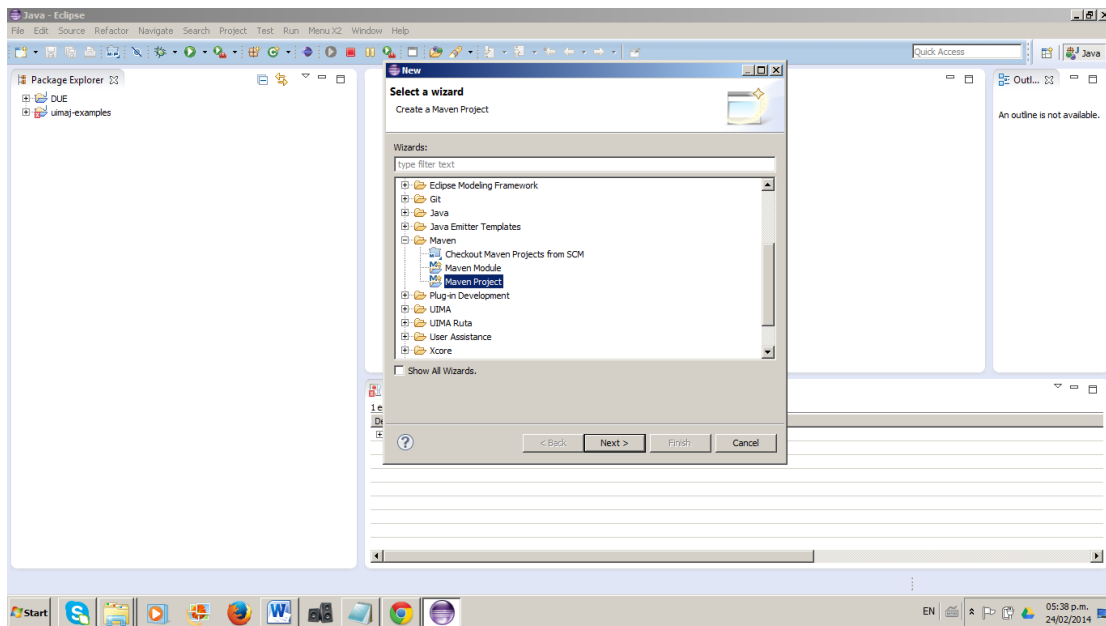 Java - Eclipse
File Edit Source Refactor Navigate Search Project Test Run Menu X2 Window Help
Quick Access
Java
Package Explorer
DUE
uimaj-examples
New
Select a wizard
Create a Maven Project
Wizards:
type filter text
Eclipse Modeling Framework
Git
Java
Java Emitter Templates
Maven
Checkout Maven Projects from SCM
Maven Module
Maven Project
Plug-in Development
UIMA
UIMA Ruta
User Assistance
Xcore
Show All Wizards.
< Back Next > Finish Cancel
Outl...
An outline is not available.
1 e
Start
EN
05:38 p.m.
24/02/2014